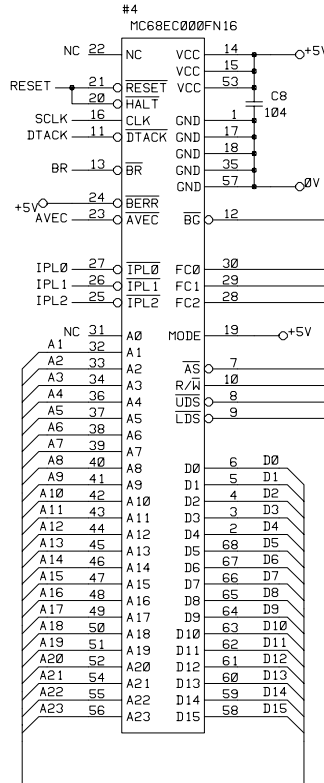 #4
MC68EC000FN16
NC 22 NC VCC 14 +5V
VCC 15
RESET 21 RESET VCC 53
20 HALT C8
SCLK 16 CLK GND 1 104
DTACK 11 DTACK GND 17
GND 18
BR 13 BR GND 35
GND 57 0V
+5V 24 BERR
AVEC 23 AVEC BG 12
IPL0 27 IPL0 FC0 30
IPL1 26 IPL1 FC1 29
IPL2 25 IPL2 FC2 28
NC 31 A0 MODE 19 +5V
A1 32 A1
A2 33 A2 AS 7
A3 34 A3 R/W 10
A4 36 A4 UDS 8
A5 37 A5 LDS 9
A6 38 A6
A7 39 A7
A8 40 A8 D0 6 D0
A9 41 A9 D1 5 D1
A10 42 A10 D2 4 D2
A11 43 A11 D3 3 D3
A12 44 A12 D4 2 D4
A13 45 A13 D5 68 D5
A14 46 A14 D6 67 D6
A15 47 A15 D7 66 D7
A16 48 A16 D8 65 D8
A17 49 A17 D9 64 D9
A18 50 A18 D10 63 D10
A19 51 A19 D11 62 D11
A20 52 A20 D12 61 D12
A21 54 A21 D13 60 D13
A22 55 A22 D14 59 D14
A23 56 A23 D15 58 D15